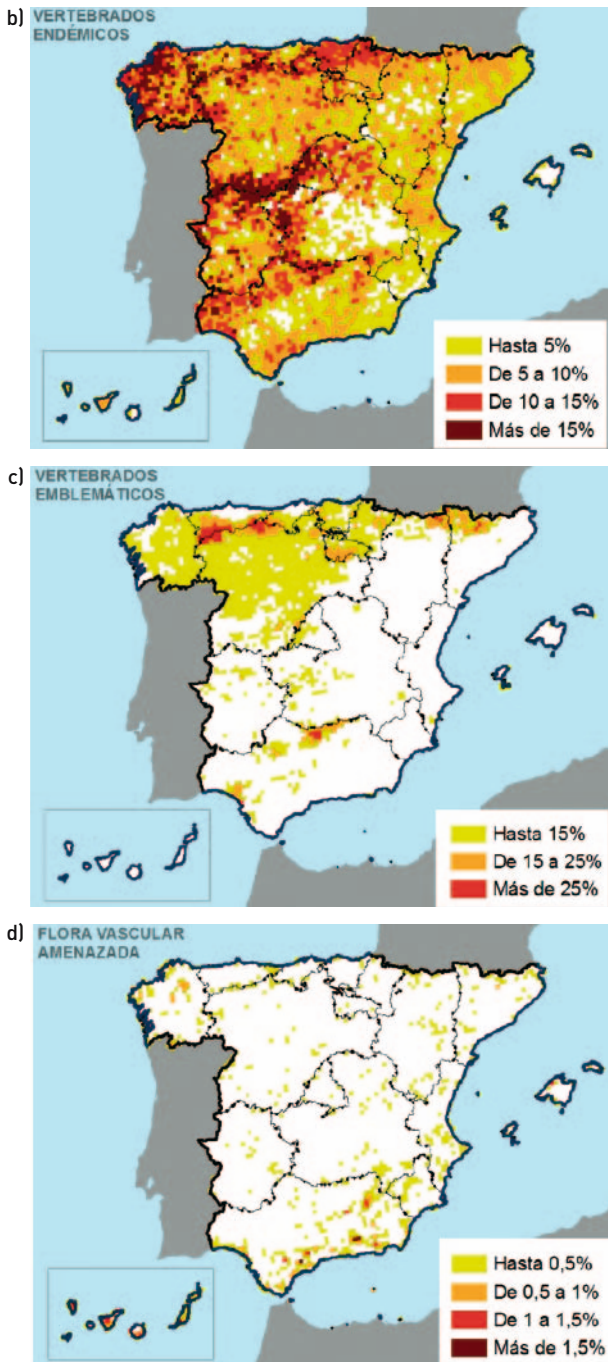 b)
VERTEBRADOS
ENDÉMICOS
Hasta 5%
De 5 a 10%
De 10 a 15%
Más de 15%
c)
VERTEBRADOS
EMBLEMÁTICOS
Hasta 15%
De 15 a 25%
Más de 25%
d)
FLORA VASCULAR
AMENAZADA
Hasta 0,5%
De 0,5 a 1%
De 1 a 1,5%
Más de 1,5%